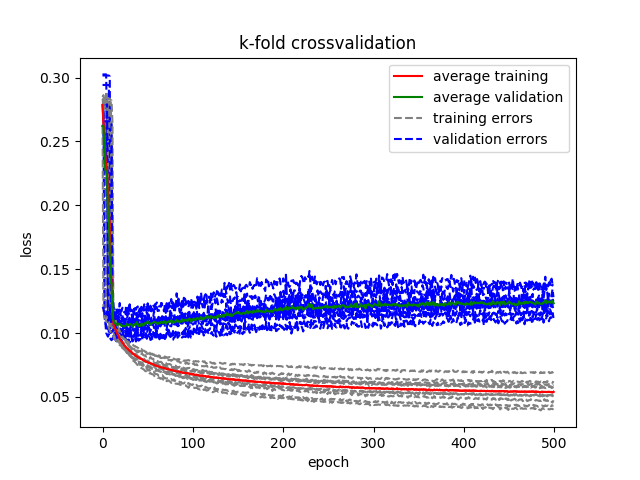 k-fold crossvalidation
average training
average validation
training errors
validation errors
loss
0.30
0.25
0.20
0.15
0.10
0.05
0 100 200 300 400 500
epoch